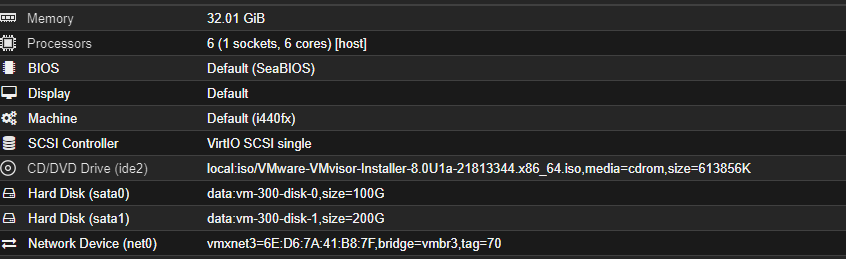 Memory 32.01 GiB
Processors 6 (1 sockets, 6 cores) [host]
BIOS Default (SeaBIOS)
Display Default
Machine Default (i440fx)
SCSI Controller VirtIO SCSI single
CD/DVD Drive (ide2) local:iso/VMware-VMvisor-Installer-8.0U1a-21813344.x86_64.iso,media=cdrom,size=613856K
Hard Disk (sata0) data:vm-300-disk-0,size=100G
Hard Disk (sata1) data:vm-300-disk-1,size=200G
Network Device (net0) vmxnet3=6E:D6:7A:41:B8:7F,bridge=vmbr3,tag=70